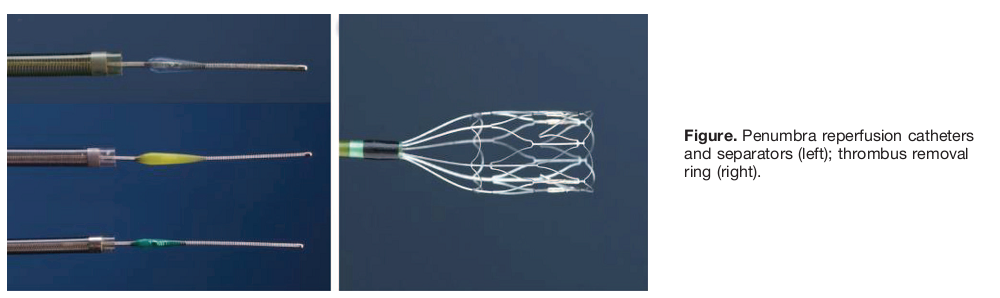 Figure. Penumbra reperfusion catheters
and separators (left); thrombus removal
ring (right).